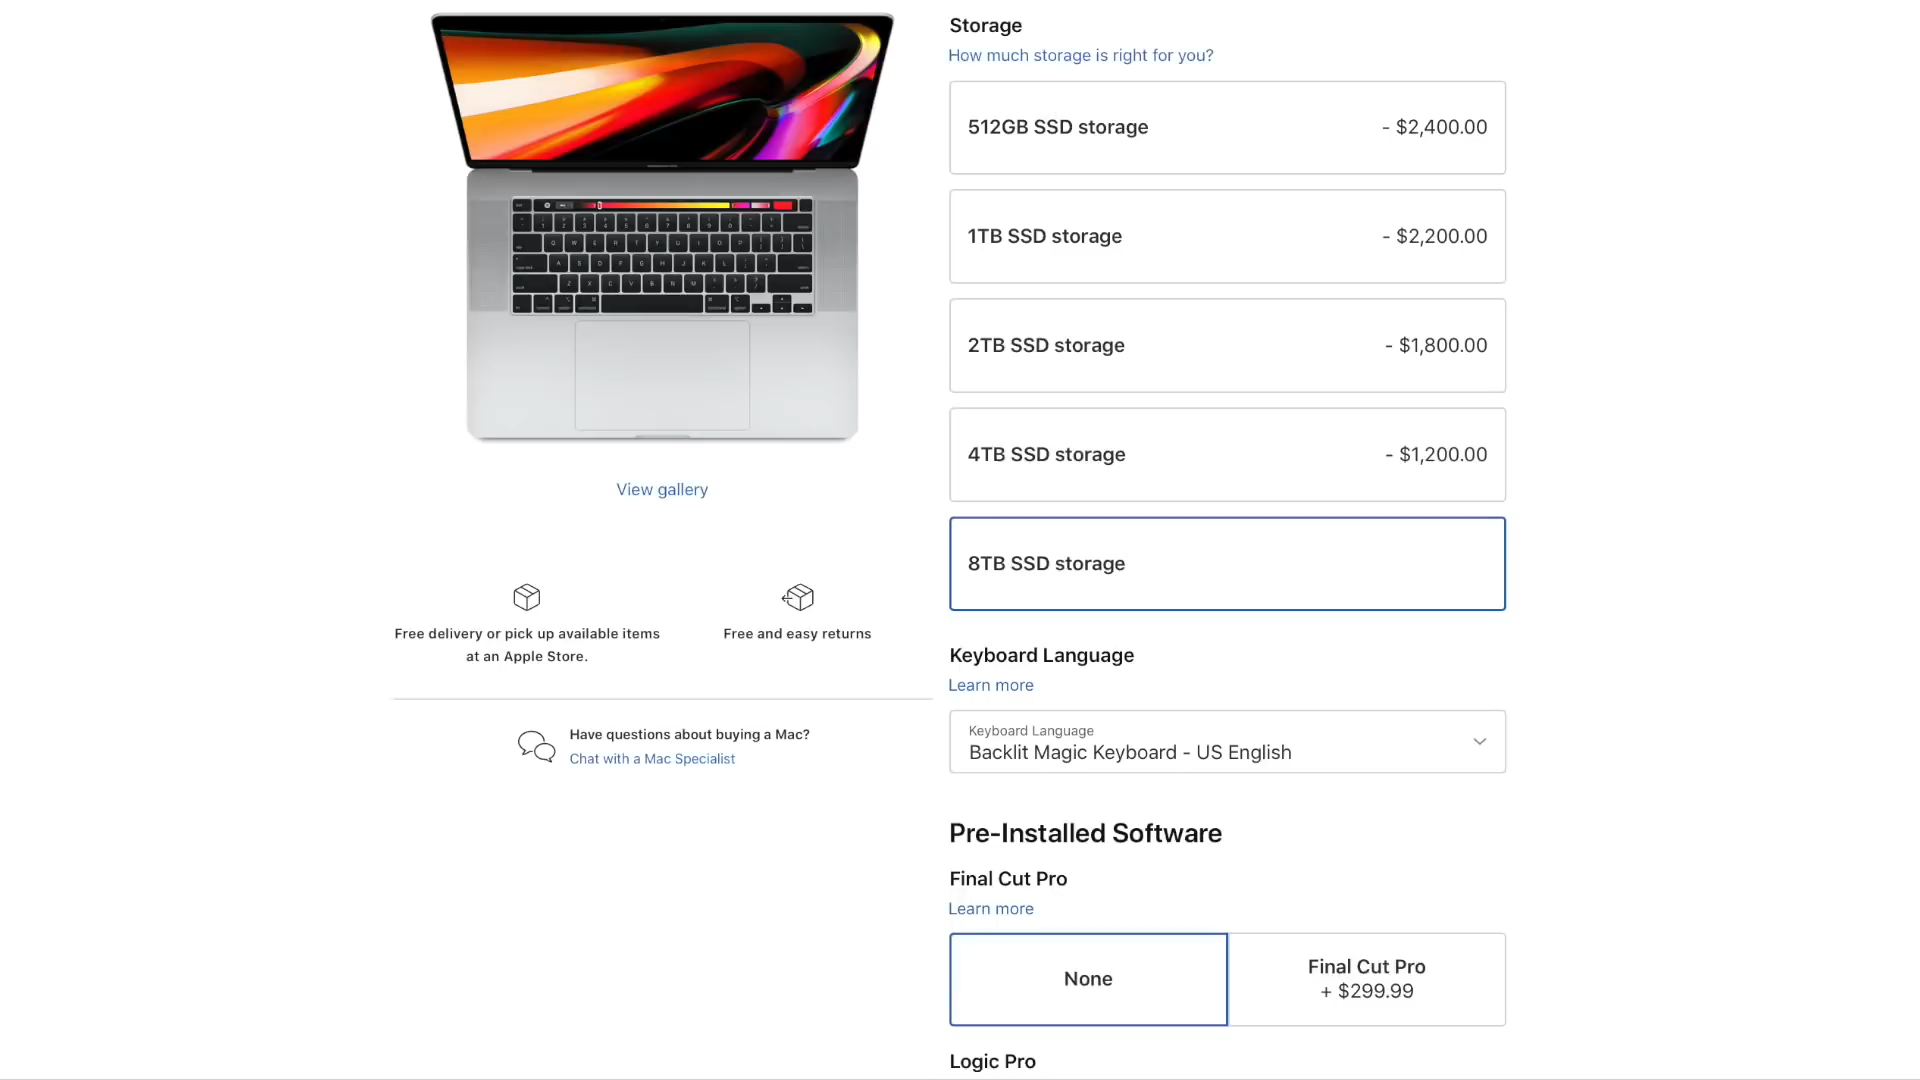 Storage
How much storage is right for you?
512GB SSD storage - $2,400.00
1TB SSD storage - $2,200.00
2TB SSD storage - $1,800.00
4TB SSD storage - $1,200.00
8TB SSD storage
View gallery
Free delivery or pick up available items
at an Apple Store.
Free and easy returns
Have questions about buying a Mac?
Chat with a Mac Specialist
Keyboard Language
Learn more
Keyboard Language
Backlit Magic Keyboard - US English
Pre-Installed Software
Final Cut Pro
Learn more
None
Final Cut Pro
+ $299.99
Logic Pro